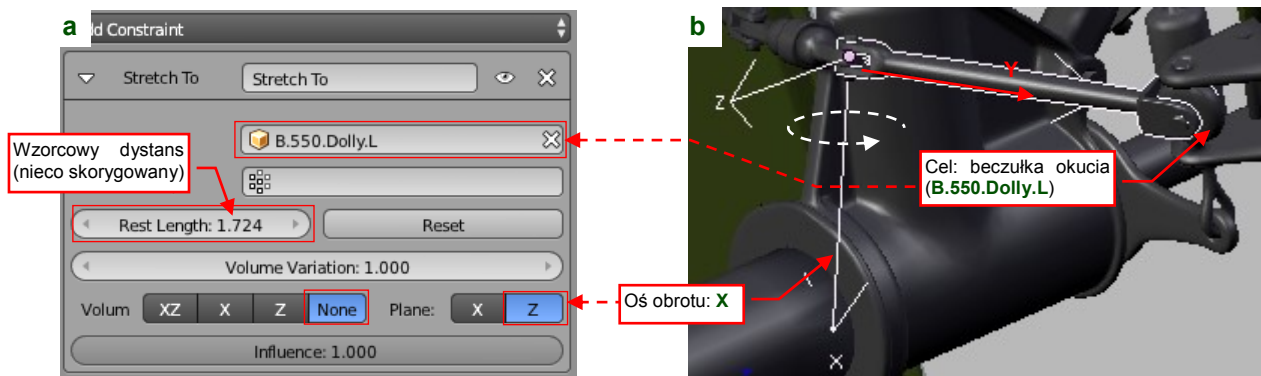 a
dd Constraint
Stretch To
Stretch To
B.550.Dolly.L
Wzorcowy dystans
(nieco skorygowany)
Rest Length: 1.724
Reset
Volume Variation: 1.000
Volum
XZ
X
Z
None
Plane:
X
Z
Influence: 1.000
b
Z
Y
Cel: beczułka okucia
(B.550.Dolly.L)
Oś obrotu: X
X